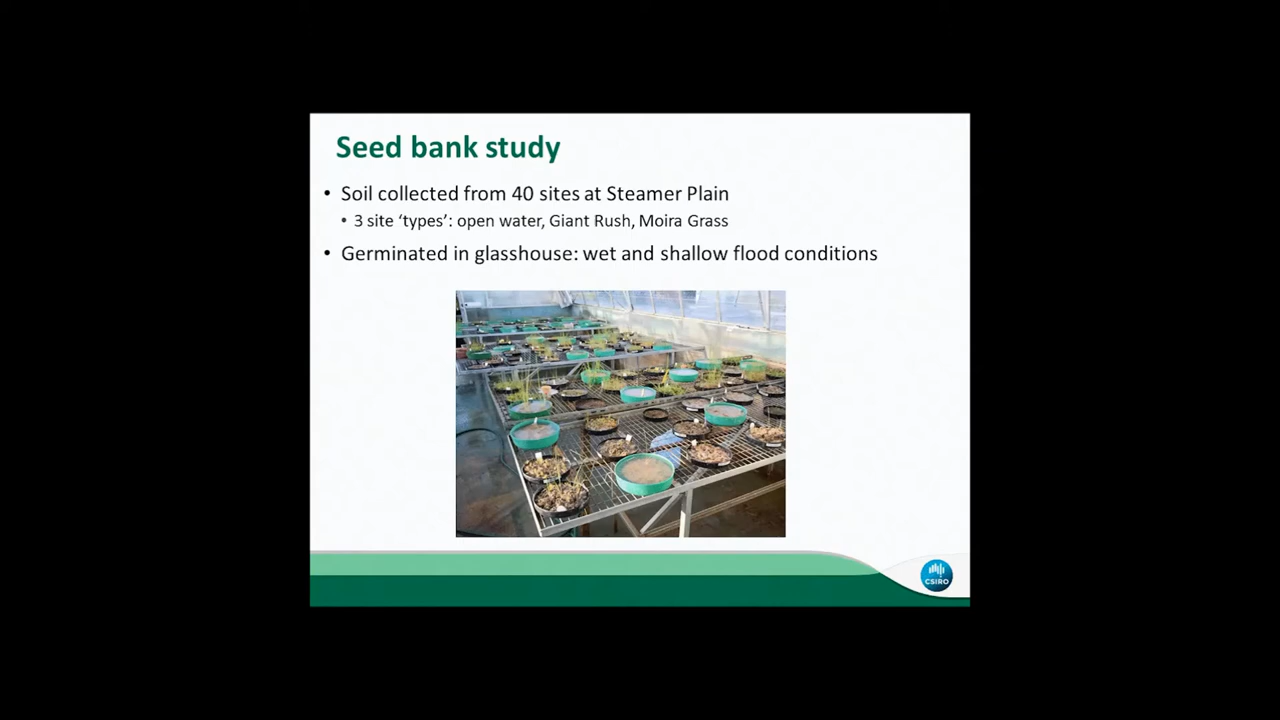 Seed bank study
• Soil collected from 40 sites at Steamer Plain
• 3 site ‘types’: open water, Giant Rush, Moira Grass
• Germinated in glasshouse: wet and shallow flood conditions
CSIRO